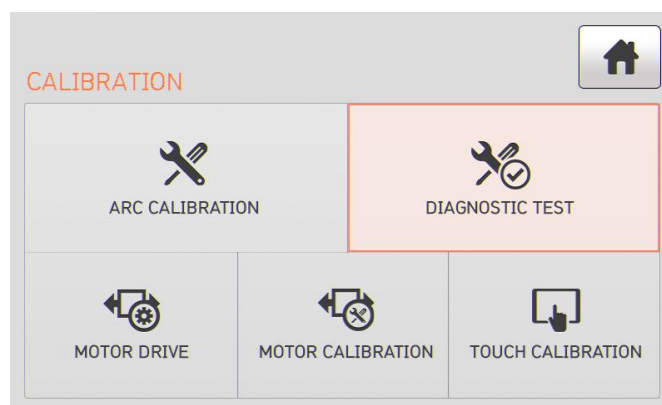 CALIBRATION
ARC CALIBRATION
DIAGNOSTIC TEST
MOTOR DRIVE
MOTOR CALIBRATION
TOUCH CALIBRATION